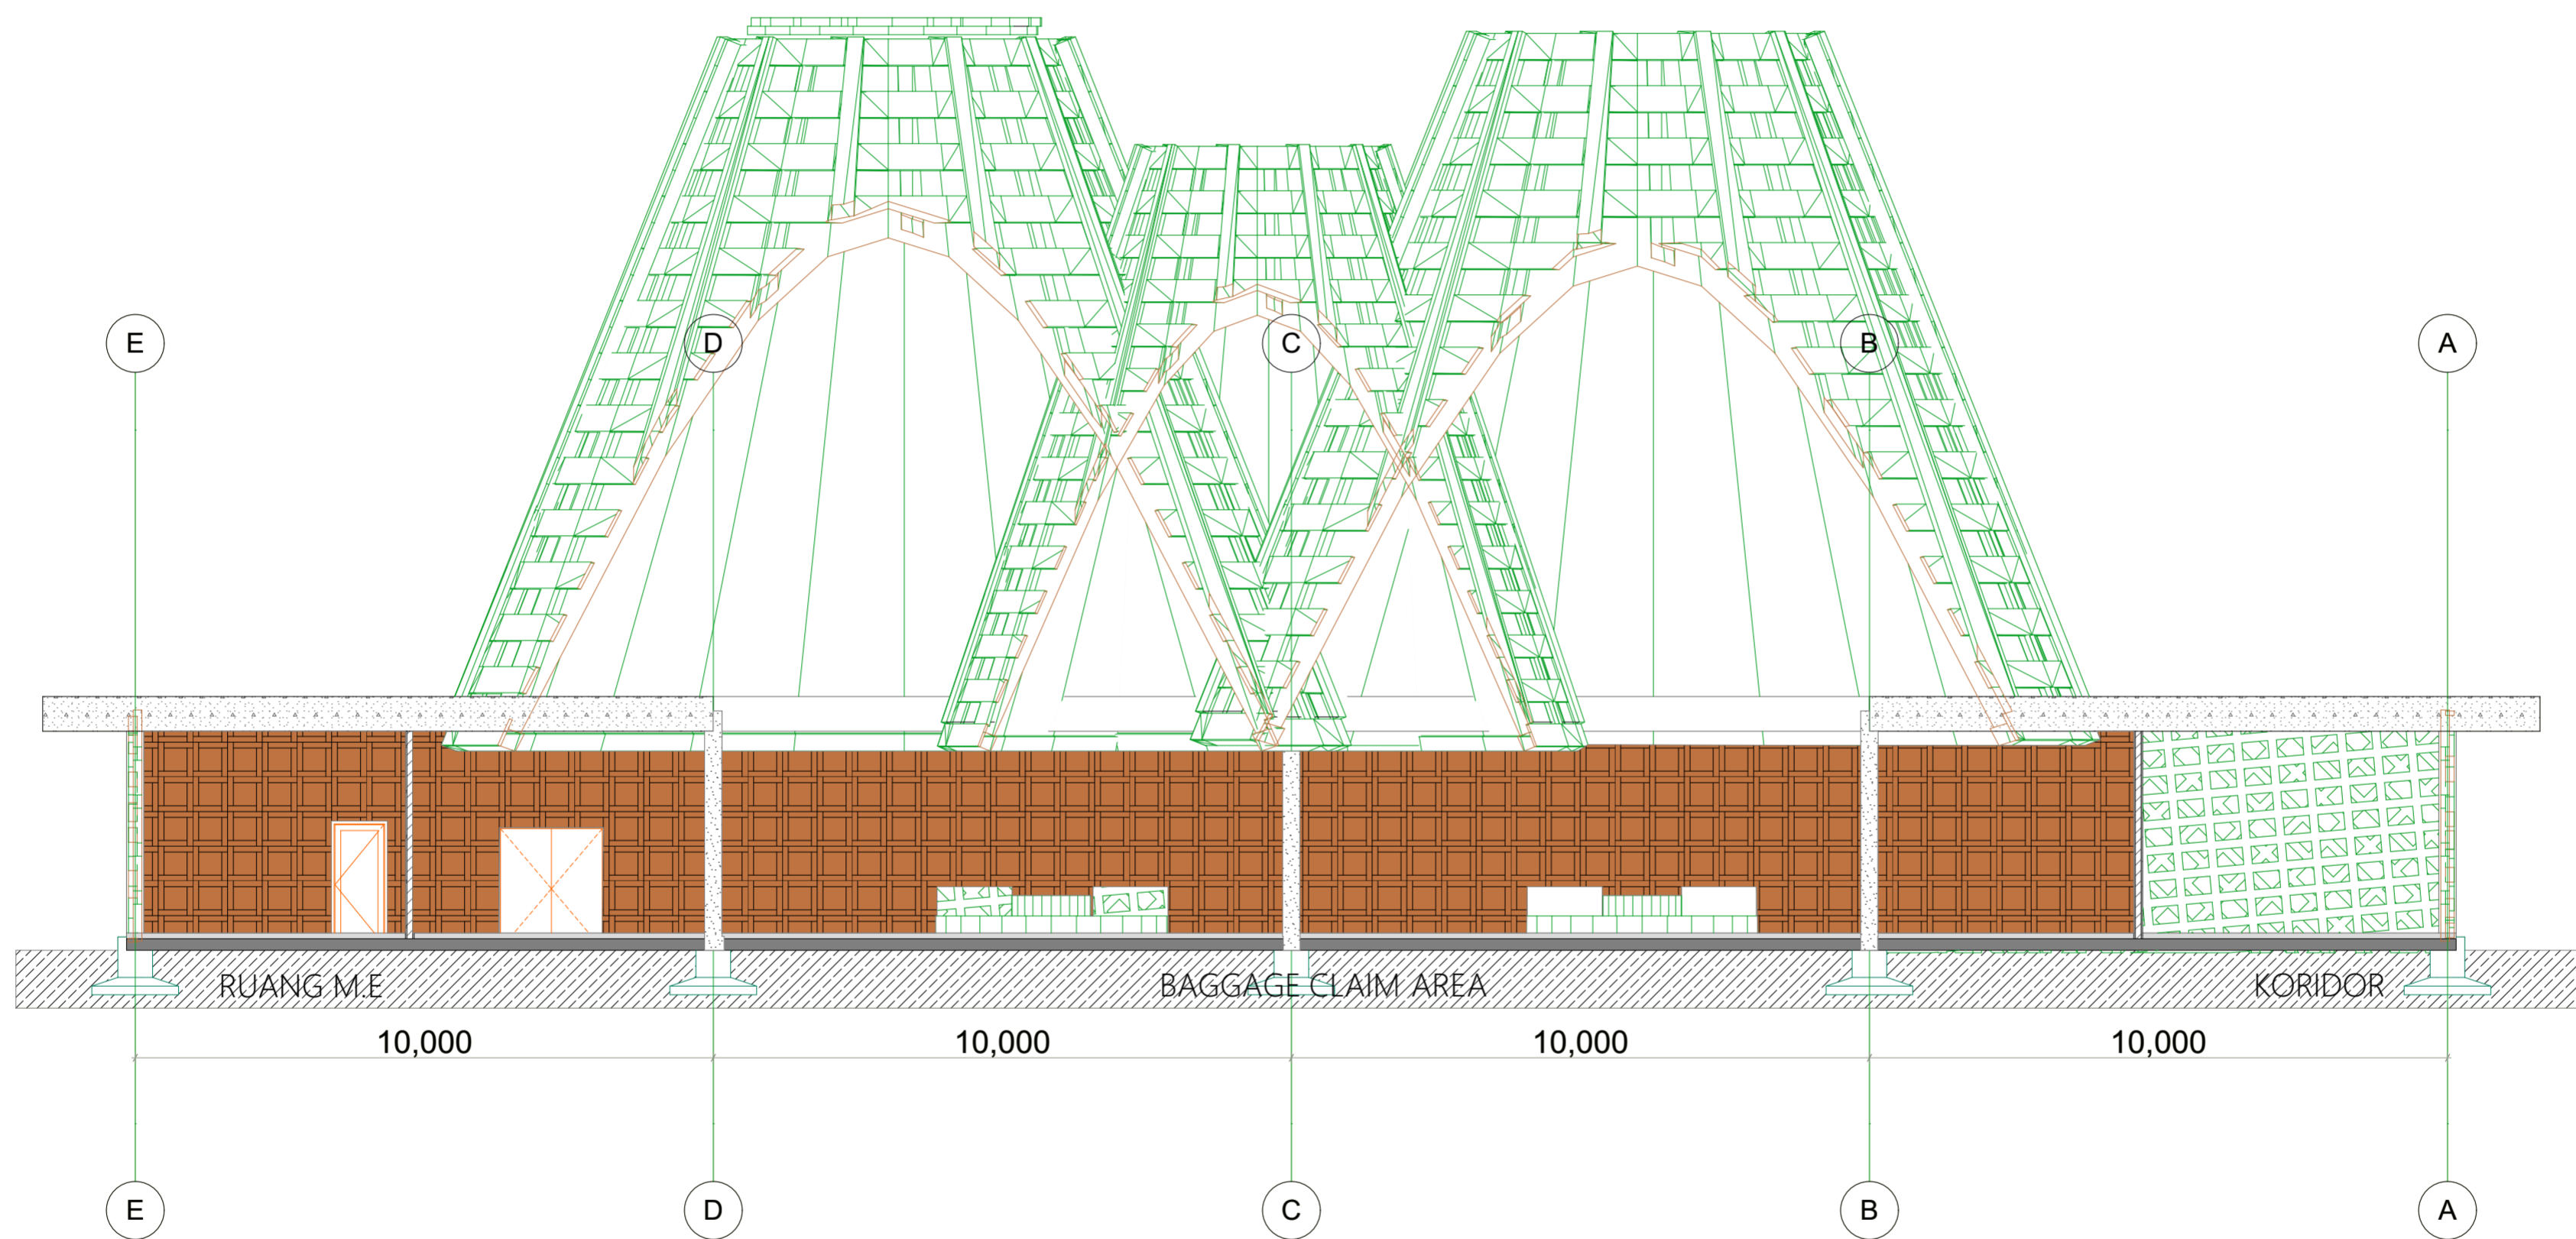 E D C B A
RUANG M.E BAGGAGE CLAIM AREA KORIDOR
10,000 10,000 10,000 10,000
E D C B A